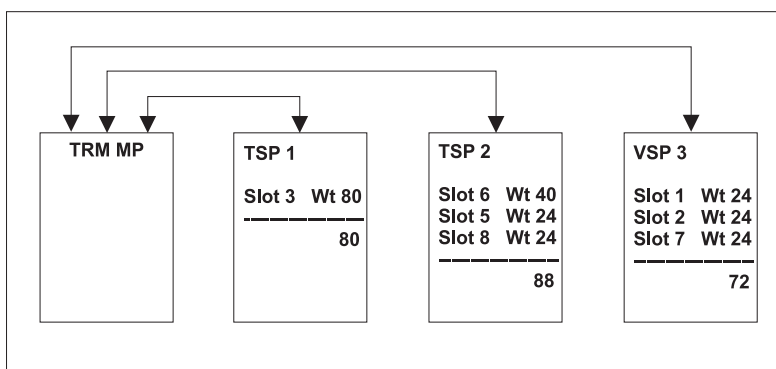 TRM MP
TSP 1
Slot 3 Wt 80
80
TSP 2
Slot 6 Wt 40
Slot 5 Wt 24
Slot 8 Wt 24
88
VSP 3
Slot 1 Wt 24
Slot 2 Wt 24
Slot 7 Wt 24
72